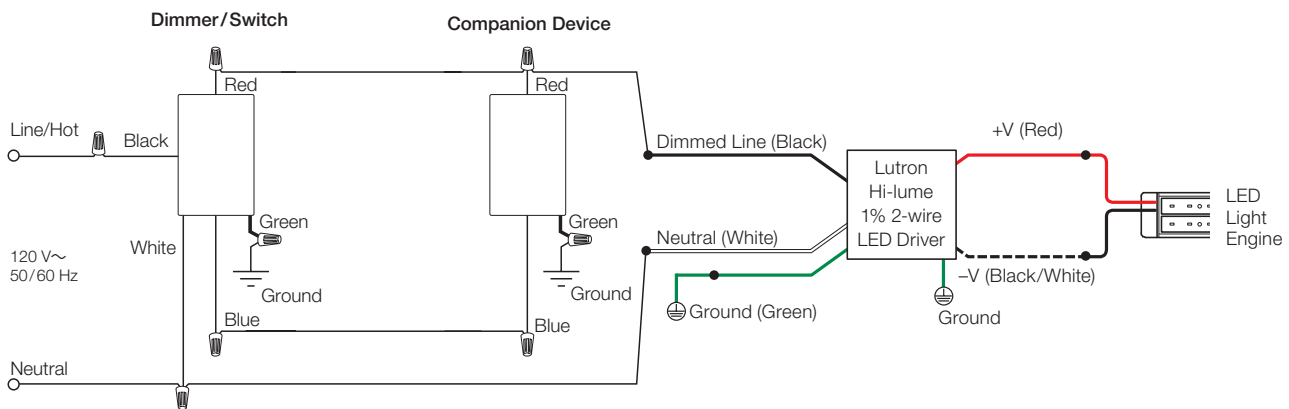 Dimmer/Switch
Companion Device
Red
Red
Line/Hot
Black
+V (Red)
Dimmed Line (Black)
Lutron
Hi-lume
1% 2-wire
LED Driver
LED
Light
Engine
Green
Green
White
Neutral (White)
120 V~
50/60 Hz
–V (Black/White)
Ground
Ground
Ground (Green)
Ground
Blue
Blue
Neutral